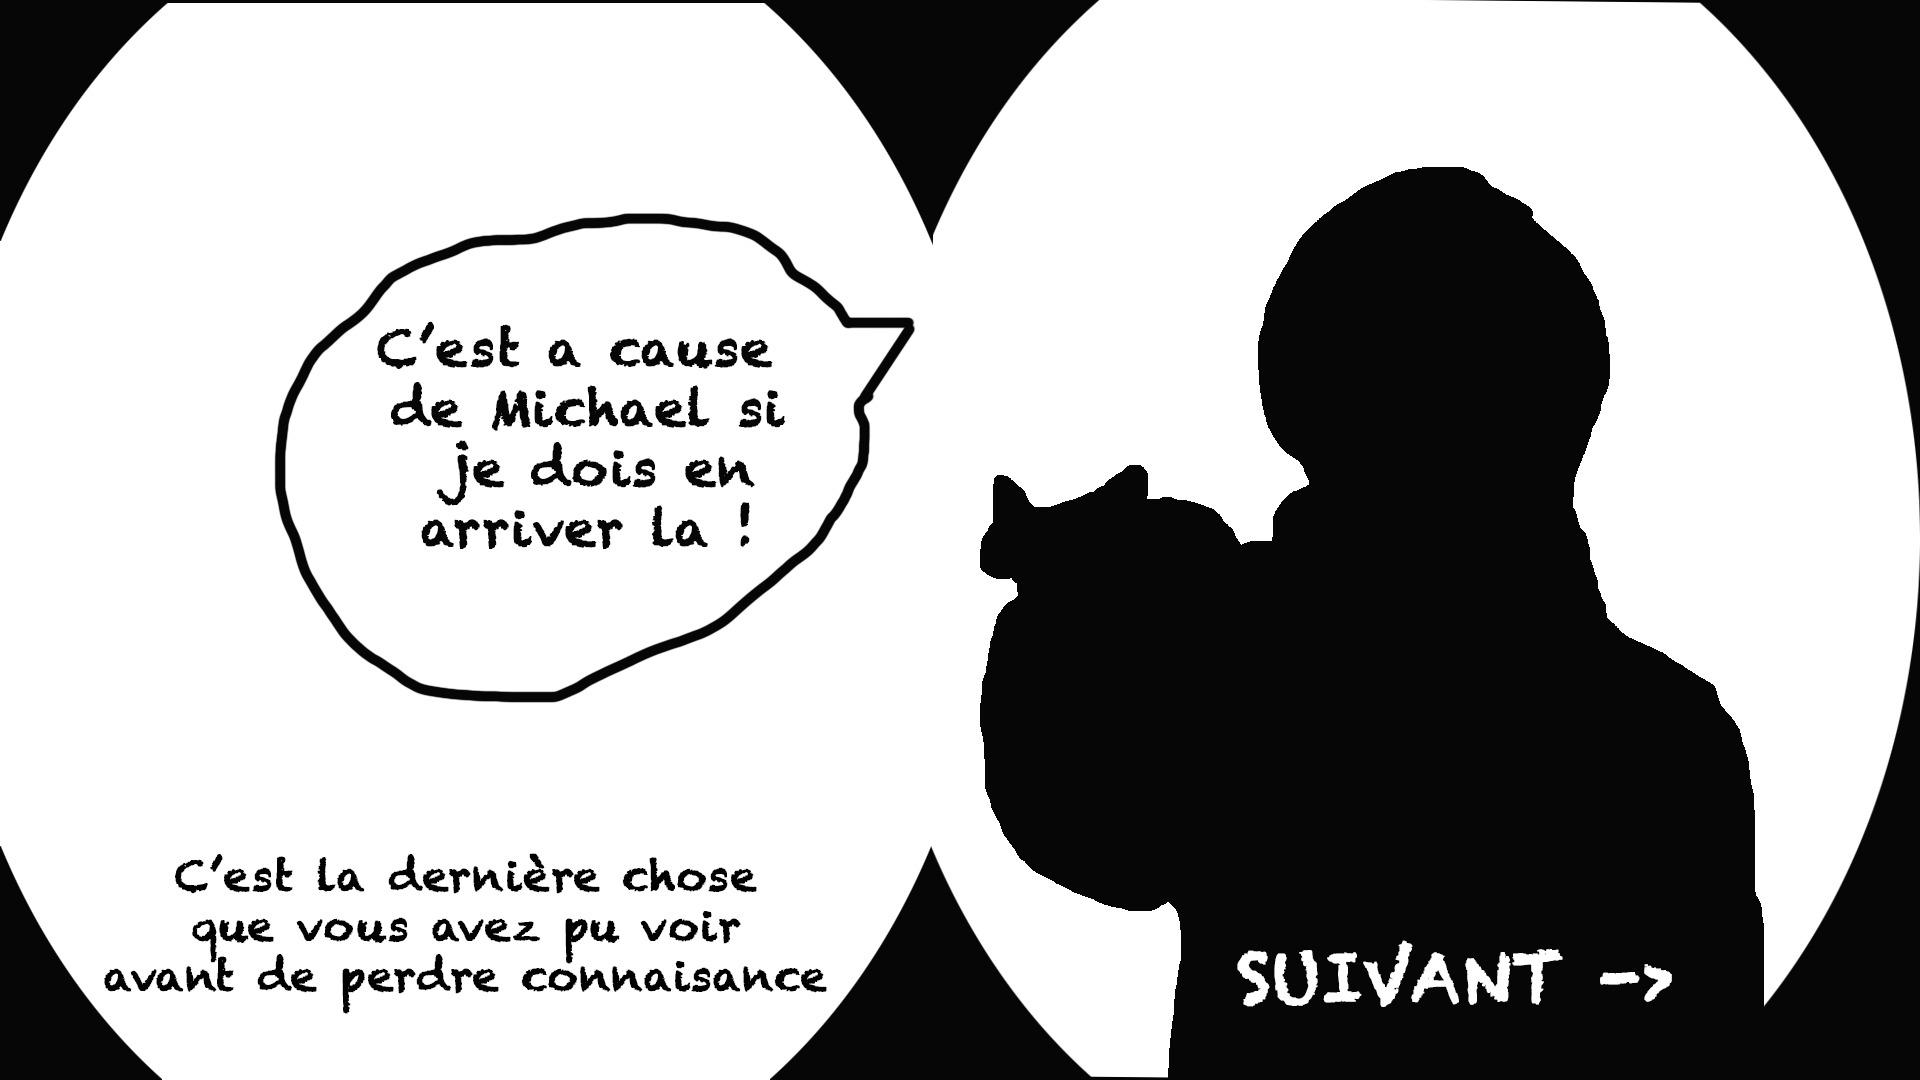 C'est a cause
de Michael si
je dois en
arriver la !
C'est la dernière chose
que vous avez pu voir
avant de perdre connaisance
SUIVANT ->